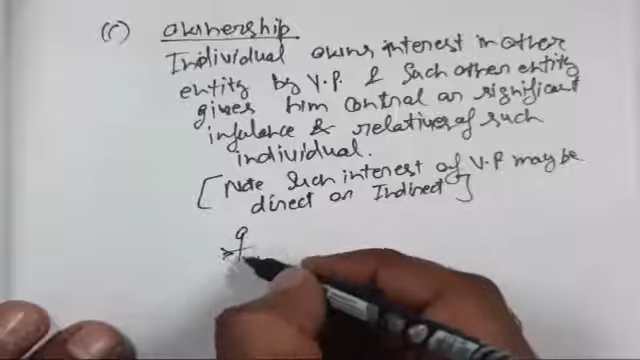 (C) ownership
Individual owns interest in other
entity by V.P. & Such other entity
gives him control or significant
infulance & relatives of such
individual.
[Note Such interest of V.P may be
direct or Indirect]